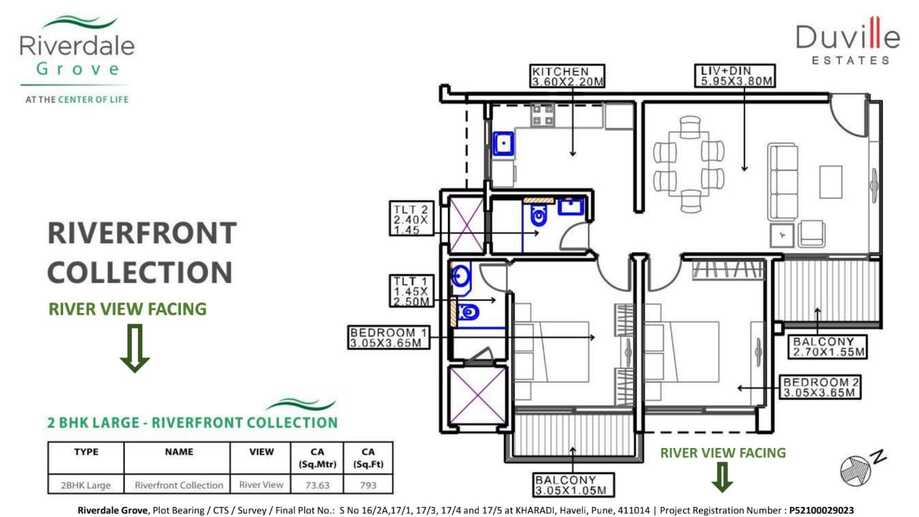 Riverdale
Grove
AT THE CENTER OF LIFE
Duville
ESTATES
KITCHEN
3.60X2.20M
LIV+DIN
5.95X3.80M
TLT 2
2.40X
1.45
TLT 1
1.45X
2.50M
BEDROOM 1
3.05X3.65M
BALCONY
2.70X1.55M
BEDROOM 2
3.05X3.65M
BALCONY
3.05X1.05M
RIVER VIEW FACING
N
RIVERFRONT
COLLECTION
RIVER VIEW FACING
2 BHK LARGE - RIVERFRONT COLLECTION
TYPE NAME VIEW CA (Sq.Mtr) CA (Sq.Ft)
2BHK Large Riverfront Collection River View 73.63 793
Riverdale Grove, Plot Bearing / CTS / Survey / Final Plot No.: S No 16/2A,17/1, 17/3, 17/4 and 17/5 at KHARADI, Haveli, Pune, 411014 | Project Registration Number : P52100029023